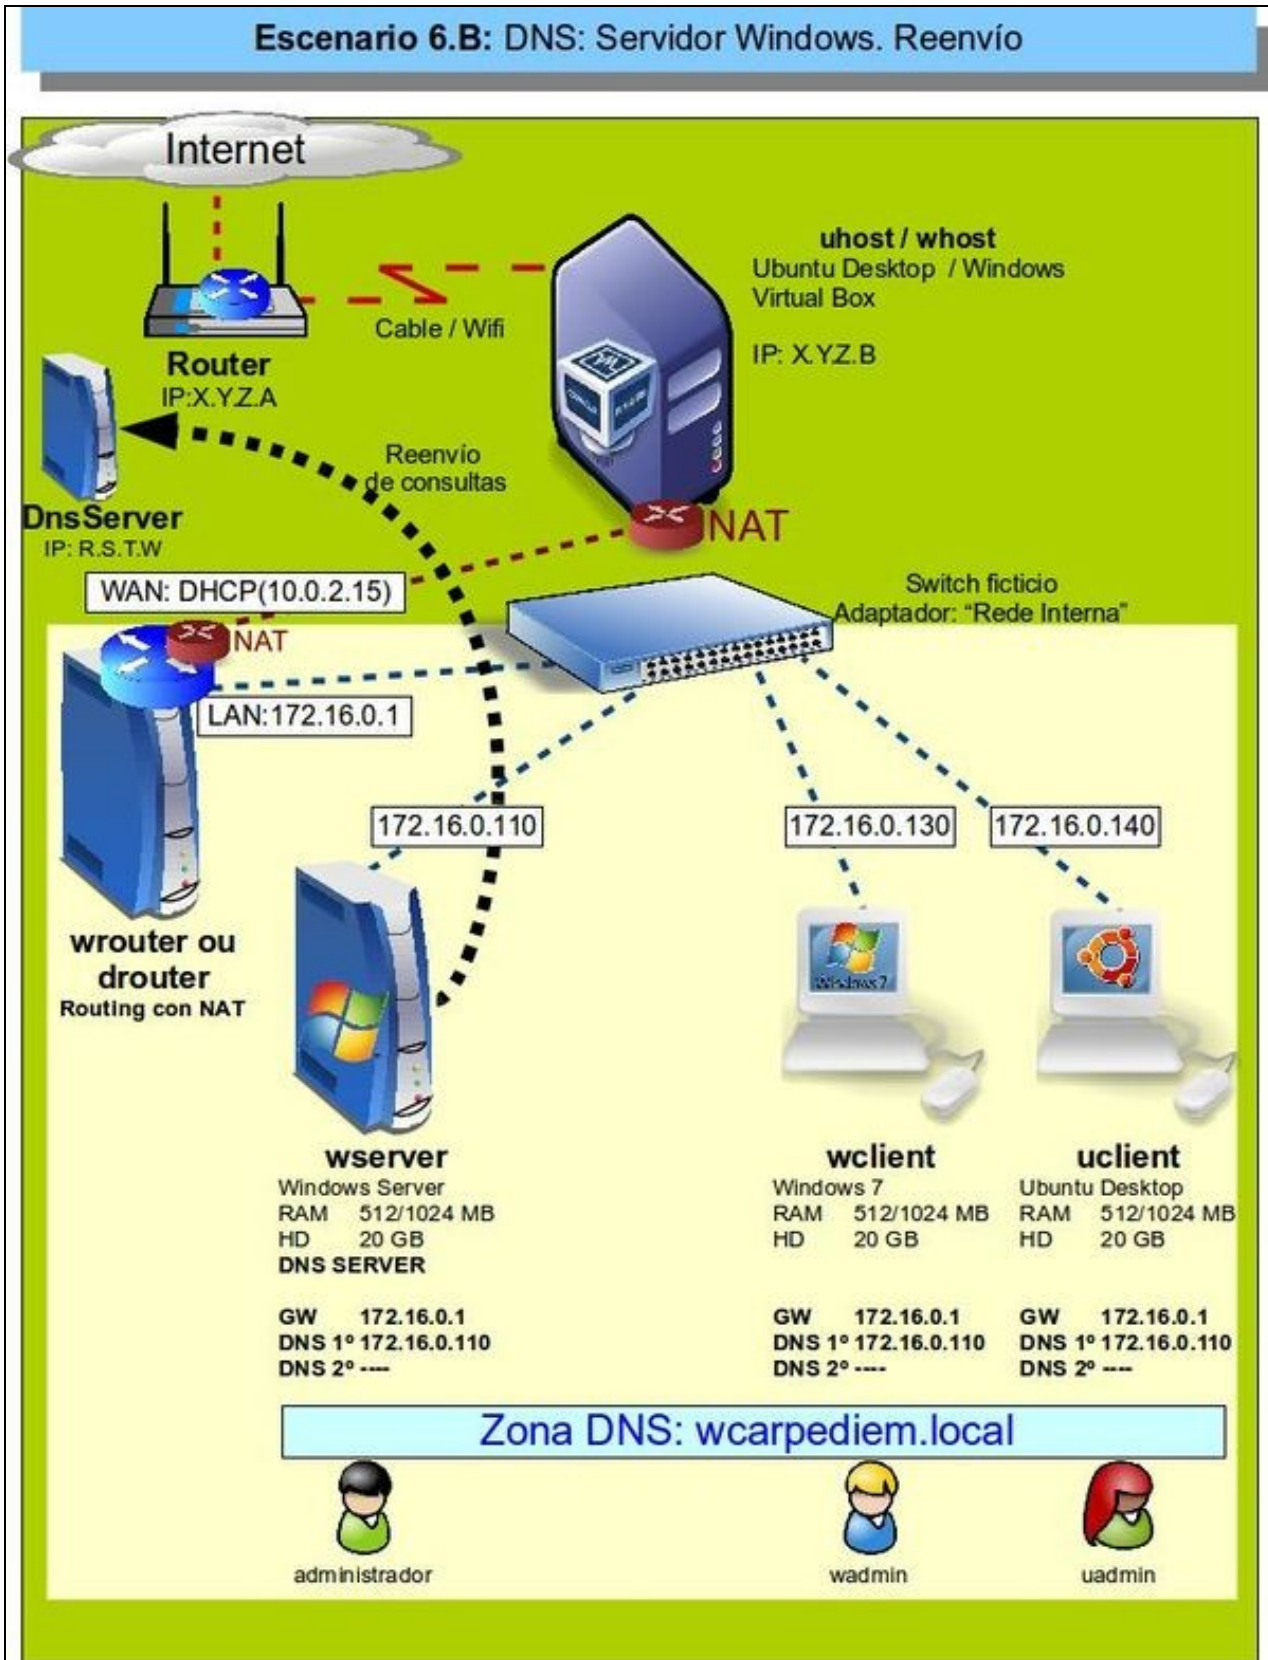 Escenario 6.B: DNS: Servidor Windows. Reenvío
Internet
uhost / whost
Ubuntu Desktop / Windows
Virtual Box
IP: X.Y.Z.B
Cable / Wifi
Router
IP:X.Y.Z.A
Reenvío
de consultas
DnsServer
IP: R.S.T.W
NAT
WAN: DHCP(10.0.2.15)
Switch ficticio
Adaptador: “Rede Interna”
NAT
LAN:172.16.0.1
172.16.0.110
172.16.0.130
172.16.0.140
wrouter ou
drouter
Routing con NAT
Windows 7
wserver
Windows Server
RAM 512/1024 MB
HD 20 GB
DNS SERVER
GW 172.16.0.1
DNS 1º 172.16.0.110
DNS 2º ----
wclient
Windows 7
RAM 512/1024 MB
HD 20 GB
GW 172.16.0.1
DNS 1º 172.16.0.110
DNS 2º ----
uclient
Ubuntu Desktop
RAM 512/1024 MB
HD 20 GB
GW 172.16.0.1
DNS 1º 172.16.0.110
DNS 2º ----
Zona DNS: wcarpediem.local
administrador
wadmin
uadmin